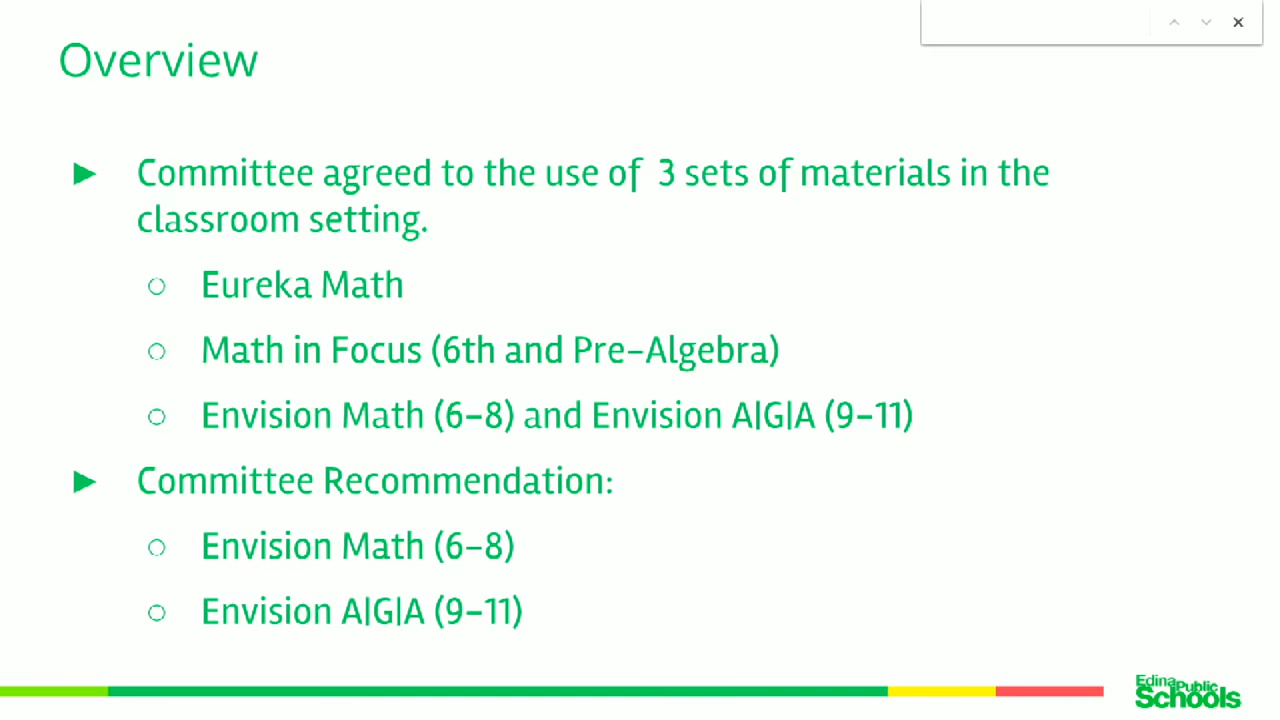 Overview
► Committee agreed to the use of 3 sets of materials in the
classroom setting.
○ Eureka Math
○ Math in Focus (6th and Pre-Algebra)
○ Envision Math (6-8) and Envision A|G|A (9-11)
► Committee Recommendation:
○ Envision Math (6-8)
○ Envision A|G|A (9-11)
Edina Public
Schools